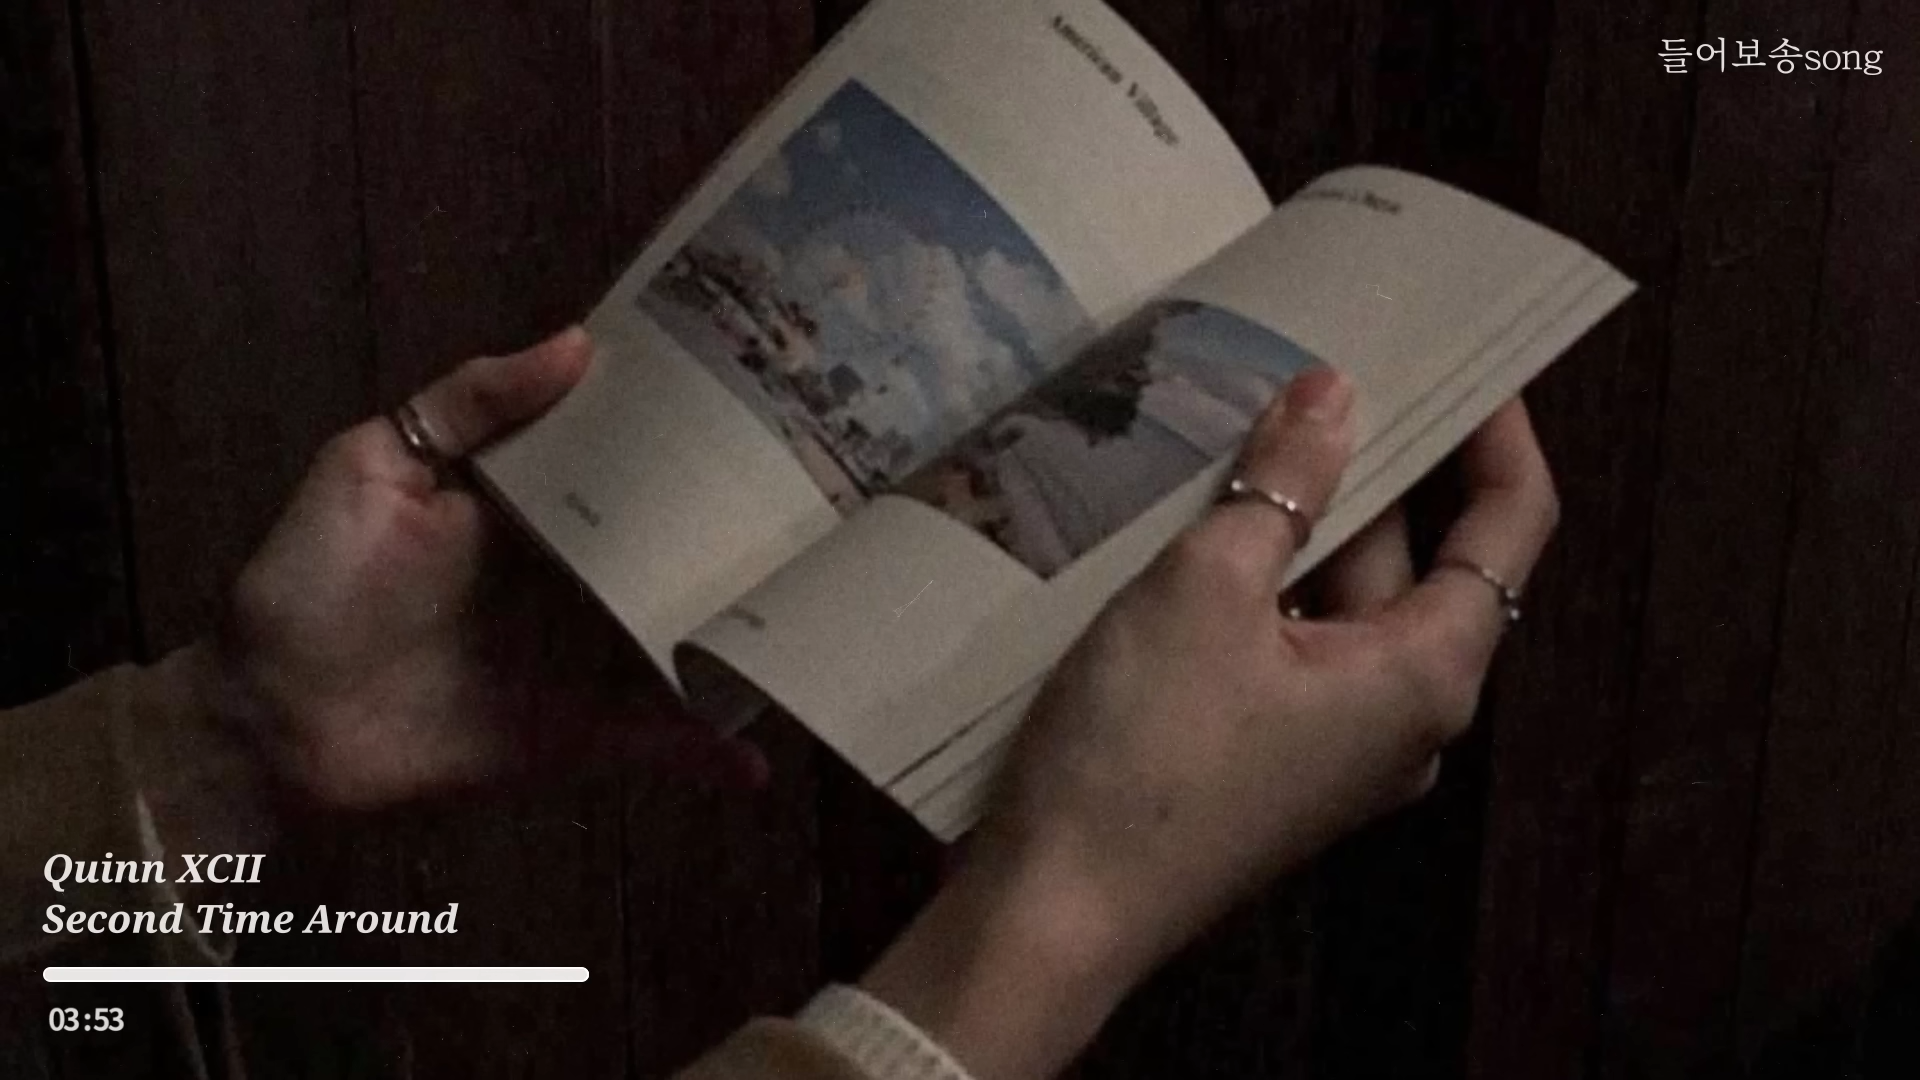 들어보송song
American Village
Quinn XCII
Second Time Around
03:53